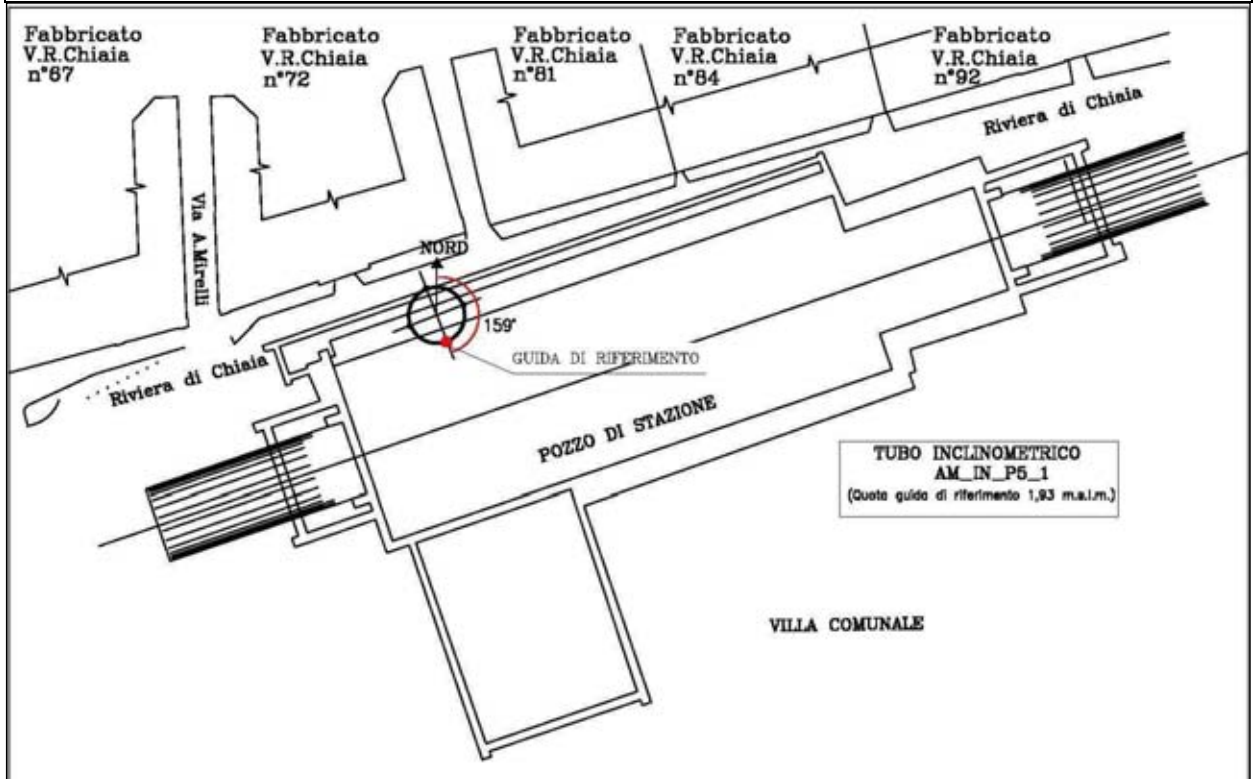 Fabbricato
V.R.Chiaia
n°67
Fabbricato
V.R.Chiaia
n°72
Fabbricato
V.R.Chiaia
n°81
Fabbricato
V.R.Chiaia
n°84
Fabbricato
V.R.Chiaia
n°92
Riviera di Chiaia
Via A.Mirelli
NORD
159°
GUIDA DI RIFERIMENTO
Riviera di Chiaia
POZZO DI STAZIONE
TUBO INCLINOMETRICO
AM_IN_P5_1
(Quota guida di riferimento 1,93 m.s.l.m.)
VILLA COMUNALE